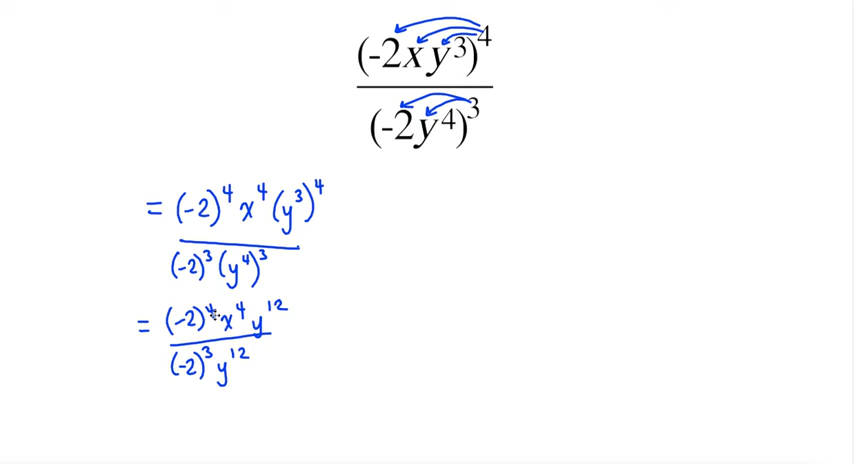 (-2xy³)⁴
(-2y⁴)³
= (-2)⁴ x⁴ (y³)⁴
(-2)³ (y⁴)³
= (-2)⁴ x⁴ y¹²
(-2)³ y¹²